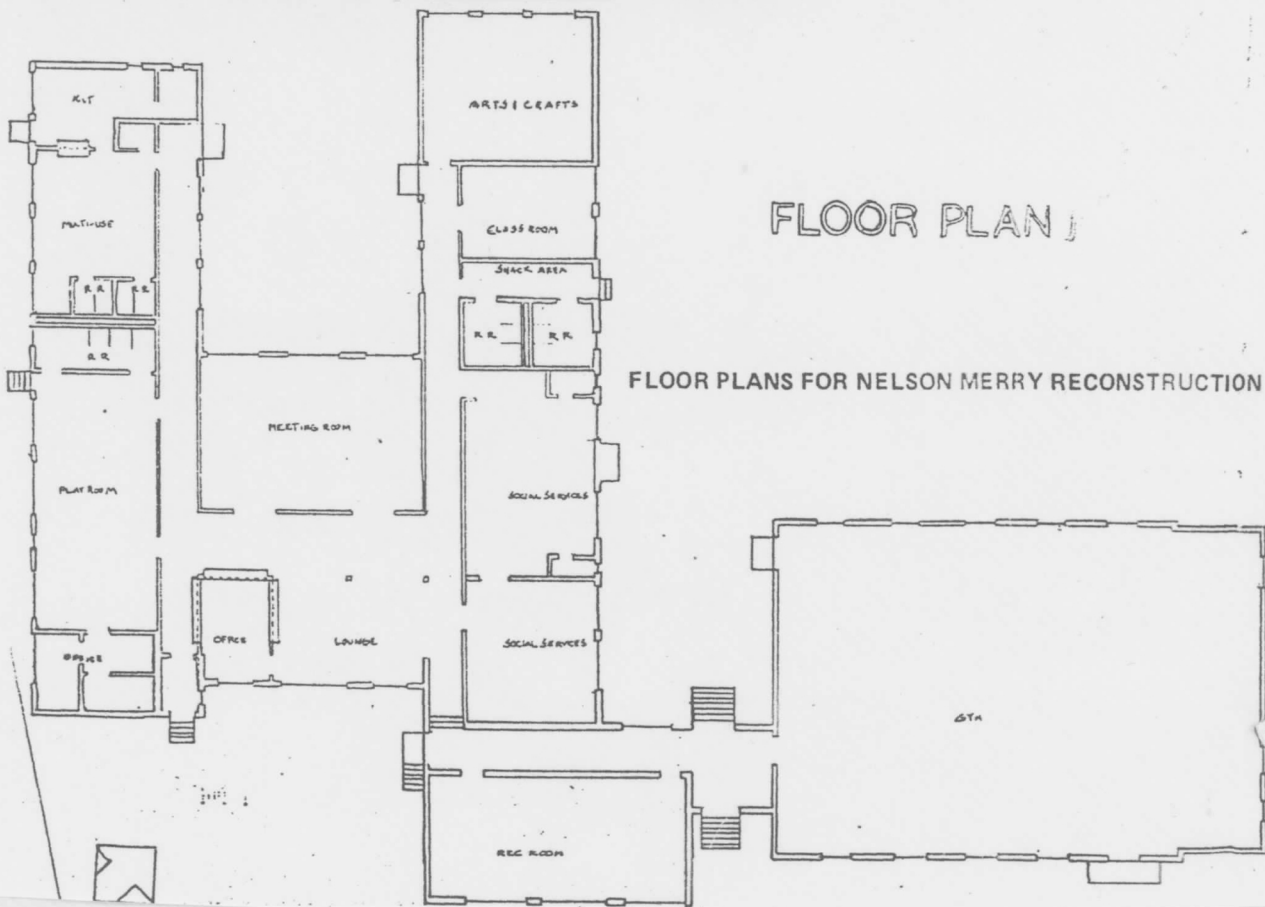 KIT
ARTS & CRAFTS
MULTI-USE
CLASS ROOM
FLOOR PLAN
SNACK AREA
R R
R R
R R
R R
R R
FLOOR PLANS FOR NELSON MERRY RECONSTRUCTION
MEETING ROOM
PLAY ROOM
SOCIAL SERVICES
OFFICE
LOUNGE
SOCIAL SERVICES
OFFICE
GYM
REC ROOM